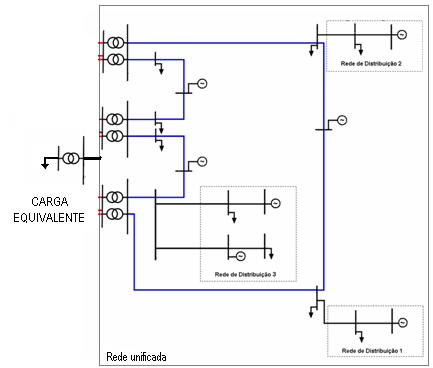 Rede de Distribuição 2
CARGA
EQUIVALENTE
Rede de Distribuição 3
Rede de Distribuição 1
Rede unificada